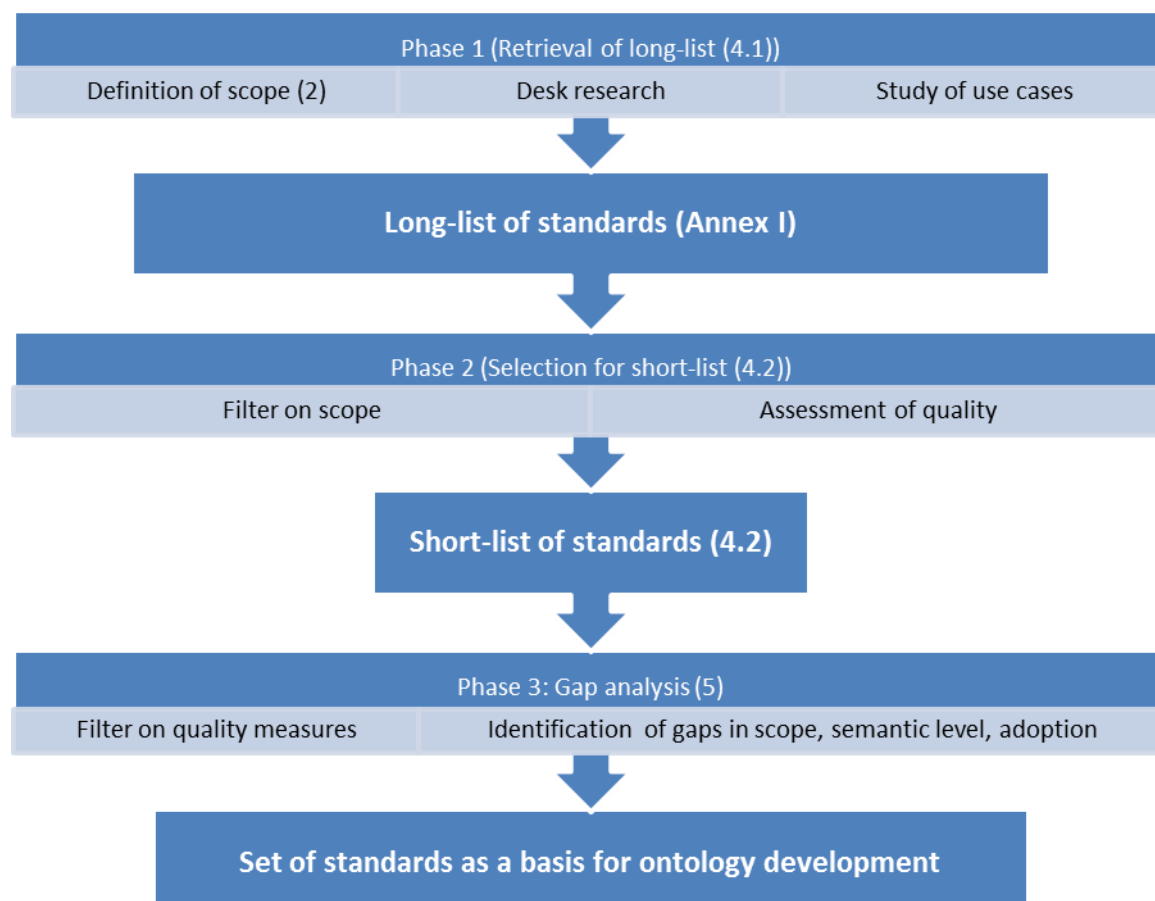 Phase 1 (Retrieval of long-list (4.1))
Definition of scope (2) Desk research Study of use cases
Long-list of standards (Annex I)
Phase 2 (Selection for short-list (4.2))
Filter on scope Assessment of quality
Short-list of standards (4.2)
Phase 3: Gap analysis (5)
Filter on quality measures Identification of gaps in scope, semantic level, adoption
Set of standards as a basis for ontology development